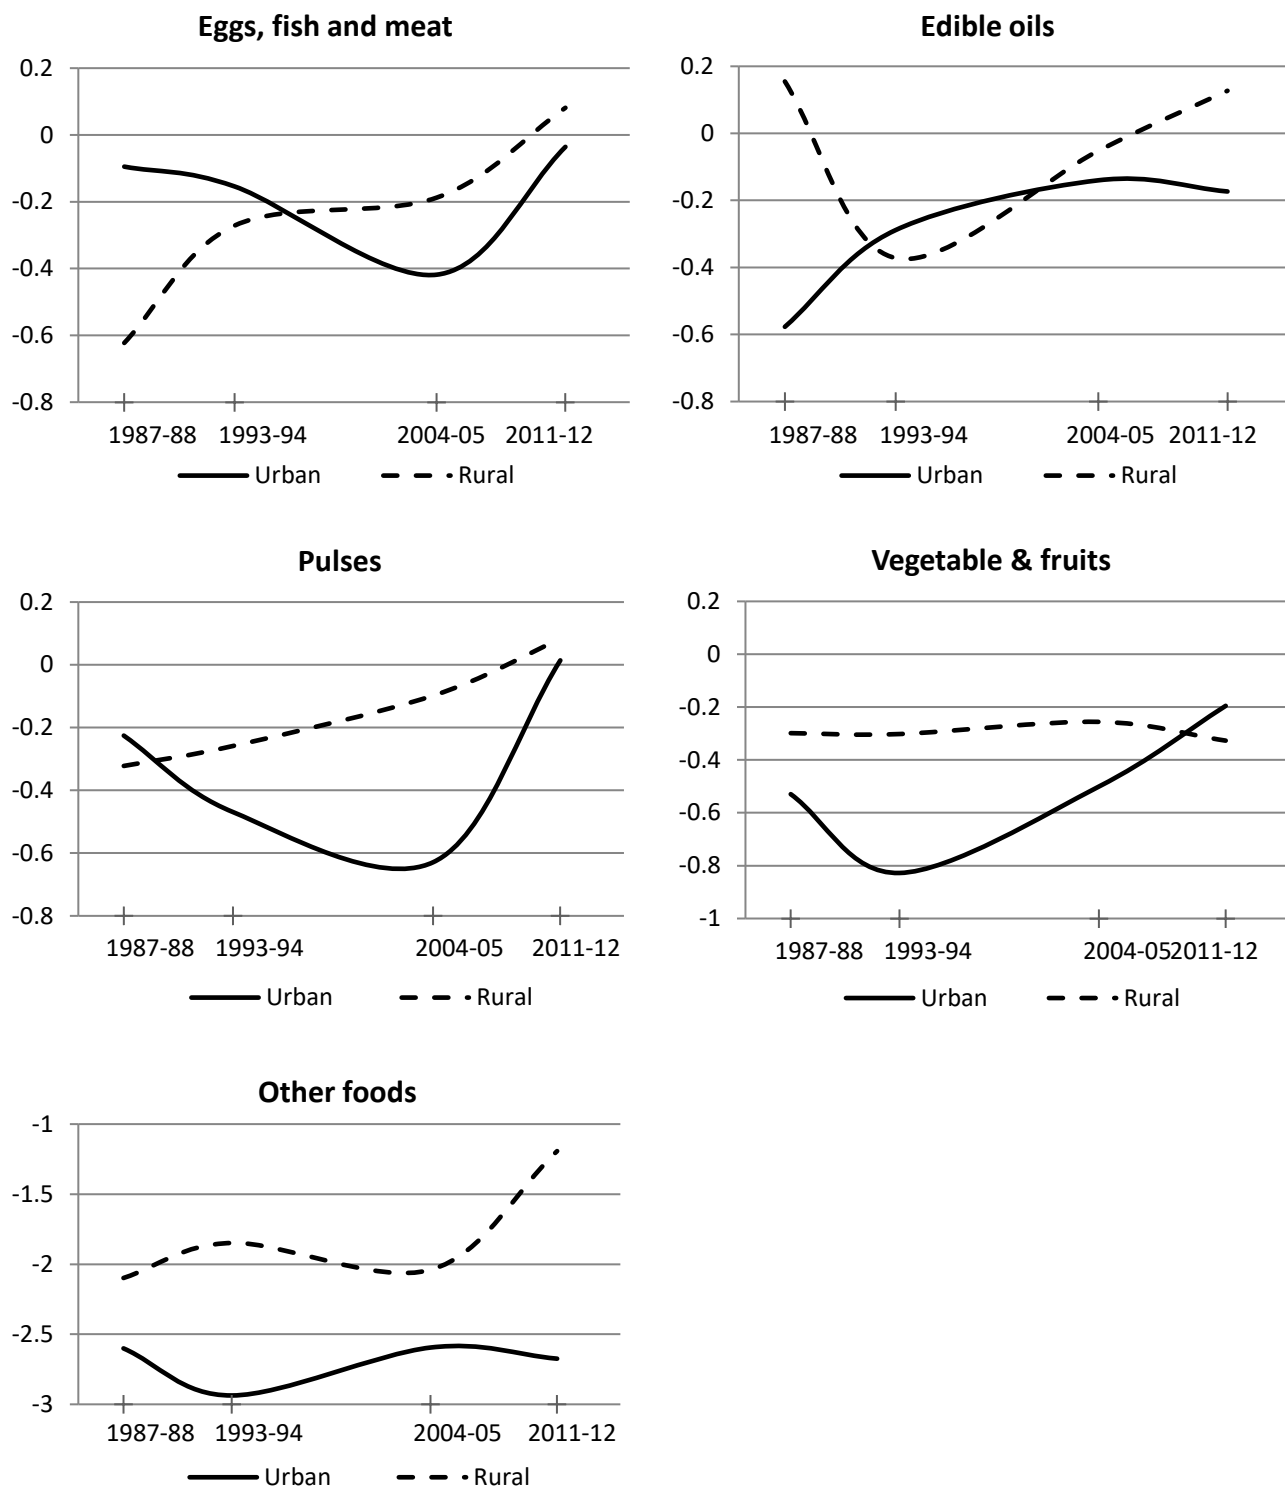 Eggs, fish and meat
0.2
0
-0.2
-0.4
-0.6
-0.8
1987-88 1993-94 2004-05 2011-12
Urban Rural
Edible oils
0.2
0
-0.2
-0.4
-0.6
-0.8
1987-88 1993-94 2004-05 2011-12
Urban Rural
Pulses
0.2
0
-0.2
-0.4
-0.6
-0.8
1987-88 1993-94 2004-05 2011-12
Urban Rural
Vegetable & fruits
0.2
0
-0.2
-0.4
-0.6
-0.8
-1
1987-88 1993-94 2004-052011-12
Urban Rural
Other foods
-1
-1.5
-2
-2.5
-3
1987-88 1993-94 2004-05 2011-12
Urban Rural